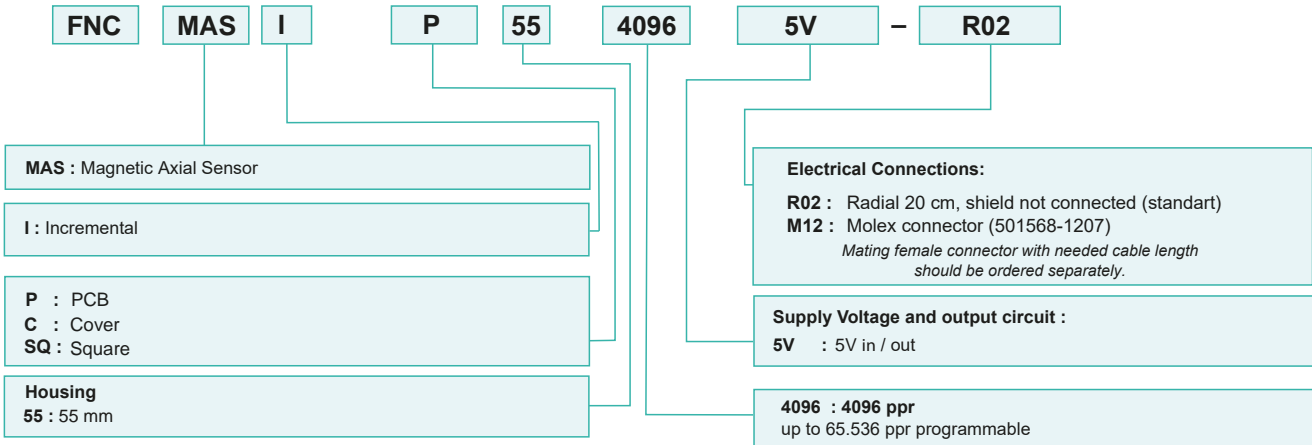 FNC MAS I P 55 4096 5V – R02
MAS : Magnetic Axial Sensor
I : Incremental
P : PCB
C : Cover
SQ : Square
Housing
55 : 55 mm
Electrical Connections:
R02 : Radial 20 cm, shield not connected (standart)
M12 : Molex connector (501568-1207)
Mating female connector with needed cable length
should be ordered separately.
Supply Voltage and output circuit :
5V : 5V in / out
4096 : 4096 ppr
up to 65.536 ppr programmable